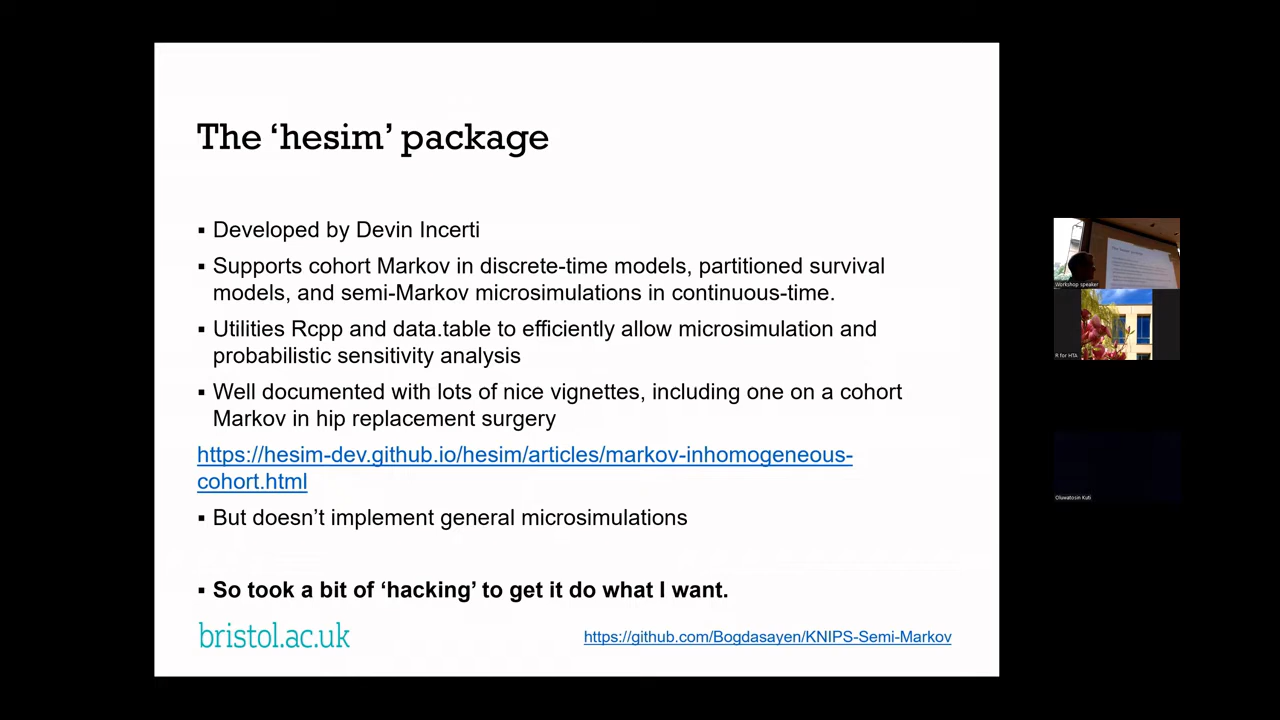 The ‘hesim’ package
▪ Developed by Devin Incerti
▪ Supports cohort Markov in discrete-time models, partitioned survival
models, and semi-Markov microsimulations in continuous-time.
▪ Utilities Rcpp and data.table to efficiently allow microsimulation and
probabilistic sensitivity analysis
▪ Well documented with lots of nice vignettes, including one on a cohort
Markov in hip replacement surgery
https://hesim-dev.github.io/hesim/articles/markov-inhomogeneous-
cohort.html
▪ But doesn’t implement general microsimulations
▪ So took a bit of ‘hacking’ to get it do what I want.
bristol.ac.uk
https://github.com/Bogdasayen/KNIPS-Semi-Markov
Workshop speaker
R for HTA
Oluwatosin Kuti